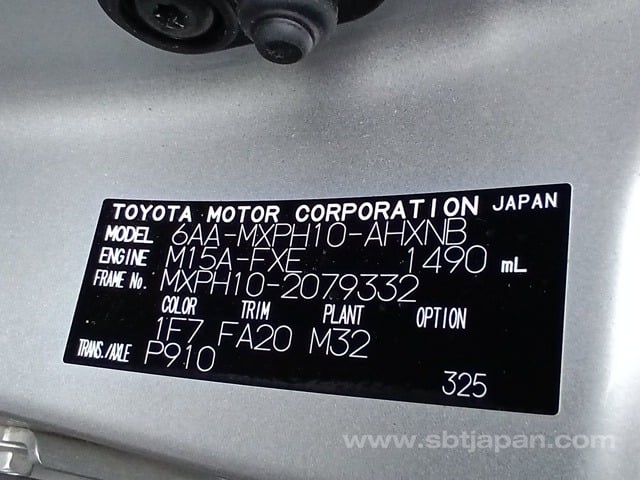 TOYOTA MOTOR CORPORATION JAPAN
MODEL 6AA-MXPH10-AHXNB
ENGINE M15A-FXE 1490 mL
FRAME No. MXPH10-2079332
COLOR TRIM PLANT OPTION
1F7 FA20 M32
TRANS./AXLE P910
325
www.sbtjapan.com